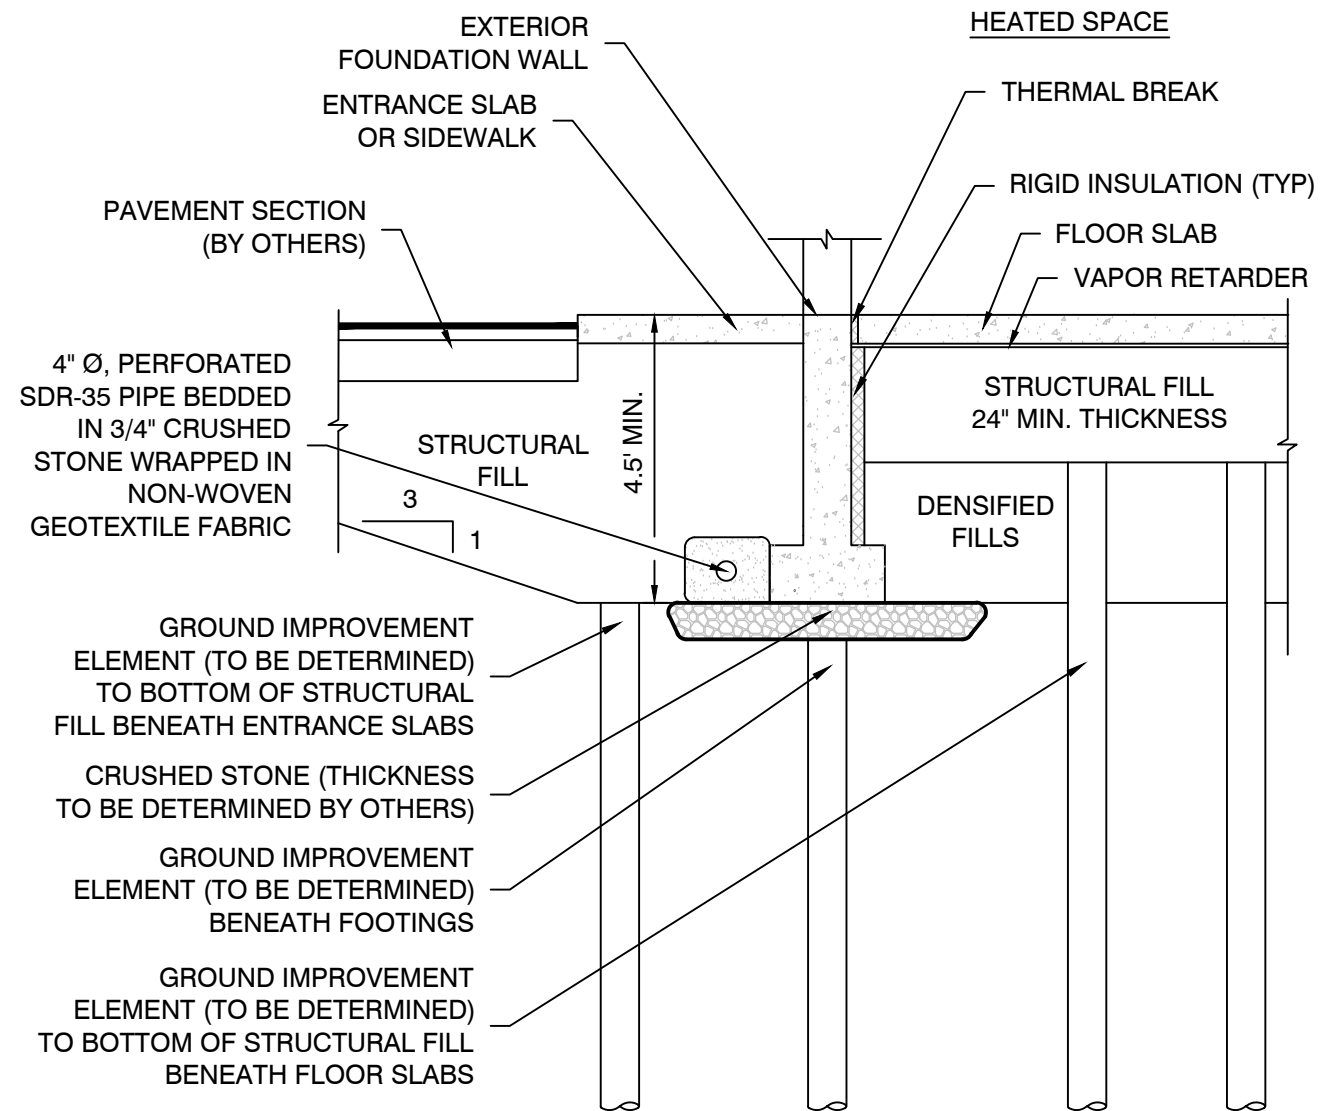 HEATED SPACE
EXTERIOR
FOUNDATION WALL
ENTRANCE SLAB
OR SIDEWALK
THERMAL BREAK
RIGID INSULATION (TYP)
PAVEMENT SECTION
(BY OTHERS)
FLOOR SLAB
VAPOR RETARDER
4" Ø, PERFORATED
SDR-35 PIPE BEDDED
IN 3/4" CRUSHED
STONE WRAPPED IN
NON-WOVEN
GEOTEXTILE FABRIC
STRUCTURAL
FILL
3
1
4.5' MIN.
STRUCTURAL FILL
24" MIN. THICKNESS
DENSIFIED
FILLS
GROUND IMPROVEMENT
ELEMENT (TO BE DETERMINED)
TO BOTTOM OF STRUCTURAL
FILL BENEATH ENTRANCE SLABS
CRUSHED STONE (THICKNESS
TO BE DETERMINED BY OTHERS)
GROUND IMPROVEMENT
ELEMENT (TO BE DETERMINED)
BENEATH FOOTINGS
GROUND IMPROVEMENT
ELEMENT (TO BE DETERMINED)
TO BOTTOM OF STRUCTURAL FILL
BENEATH FLOOR SLABS